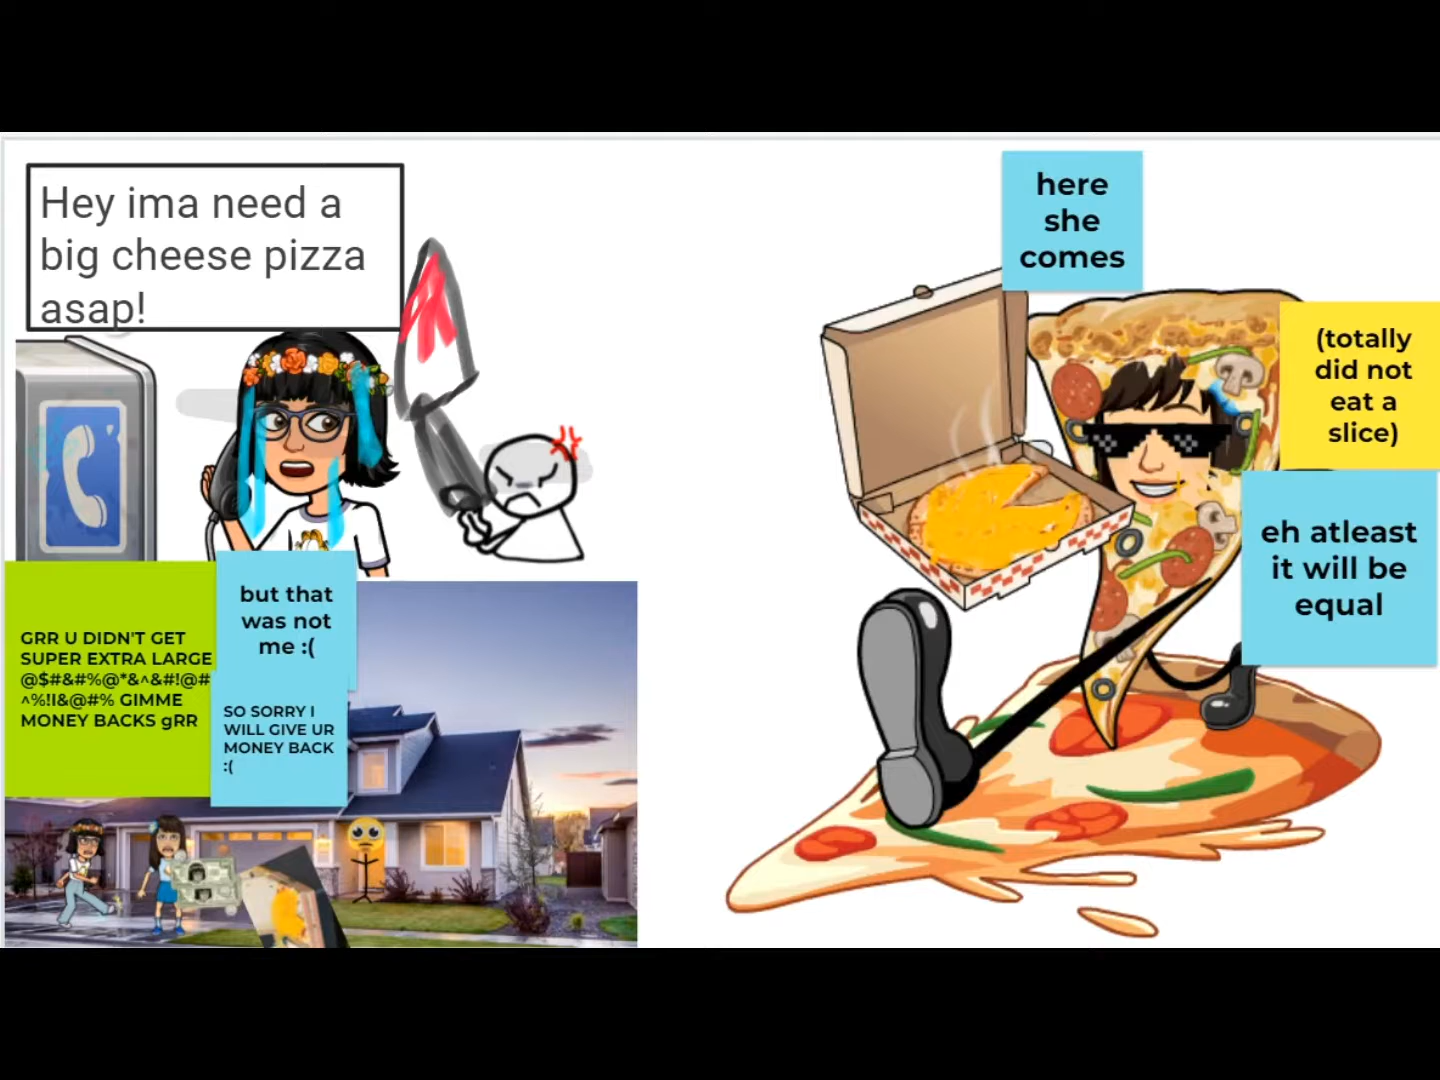 Hey ima need a
big cheese pizza
asap!
here
she
comes
(totally
did not
eat a
slice)
eh atleast
it will be
equal
GRR U DIDN'T GET
SUPER EXTRA LARGE
@$#&#%@*&^&#!@#
^%!I&@#% GIMME
MONEY BACKS gRR
but that
was not
me :(
SO SORRY I
WILL GIVE UR
MONEY BACK
:(